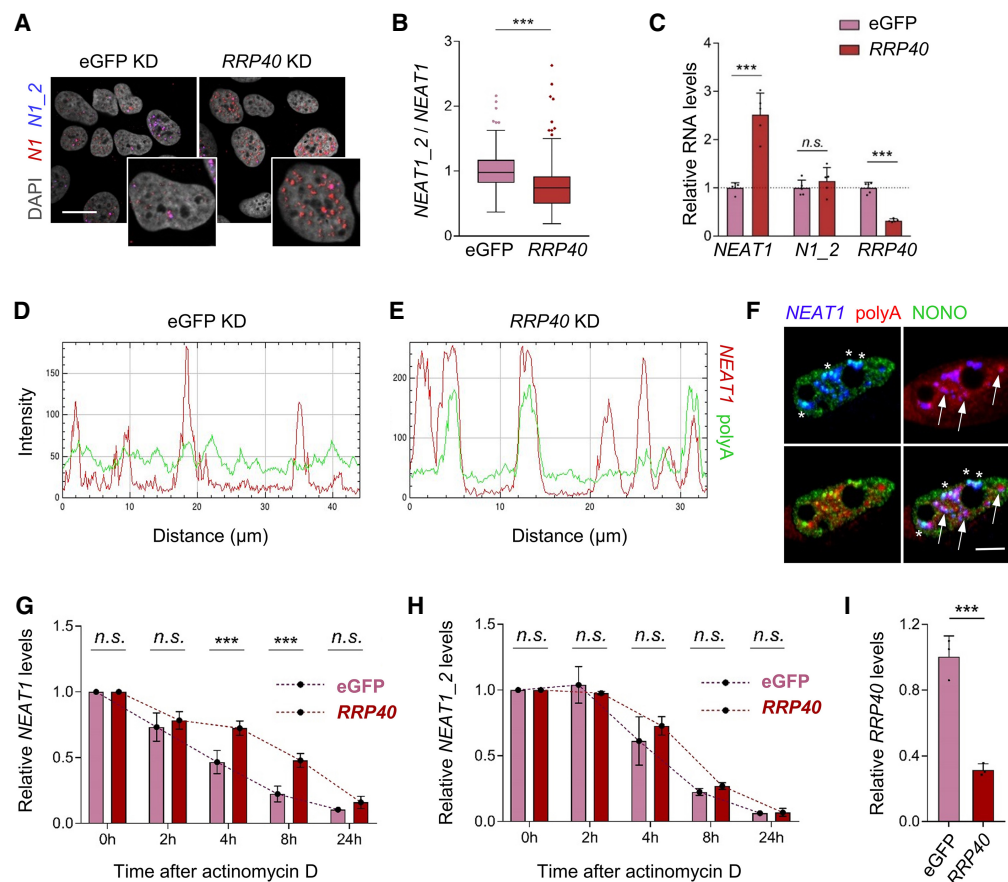 A
eGFP KD
RRP40 KD
DAPI N1 N1_2
B
***
NEAT1_2 / NEAT1
3
2
1
0
eGFP
RRP40
C
eGFP
RRP40
Relative RNA levels
4
3
2
1
0
***
n.s.
***
NEAT1
N1_2
RRP40
D
eGFP KD
Intensity
150
100
50
0
0
10
20
30
40
Distance (µm)
E
RRP40 KD
200
100
0
0
10
20
30
Distance (µm)
NEAT1
polyA
F
NEAT1 polyA NONO
* * * *
* * * *
G
Relative NEAT1 levels
1.5
1.0
0.5
0.0
n.s.
n.s.
***
***
n.s.
eGFP
RRP40
0h
2h
4h
8h
24h
Time after actinomycin D
H
Relative NEAT1_2 levels
1.5
1.0
0.5
0.0
n.s.
n.s.
n.s.
n.s.
n.s.
eGFP
RRP40
0h
2h
4h
8h
24h
Time after actinomycin D
I
Relative RRP40 levels
1.2
0.8
0.4
0.0
***
eGFP
RRP40